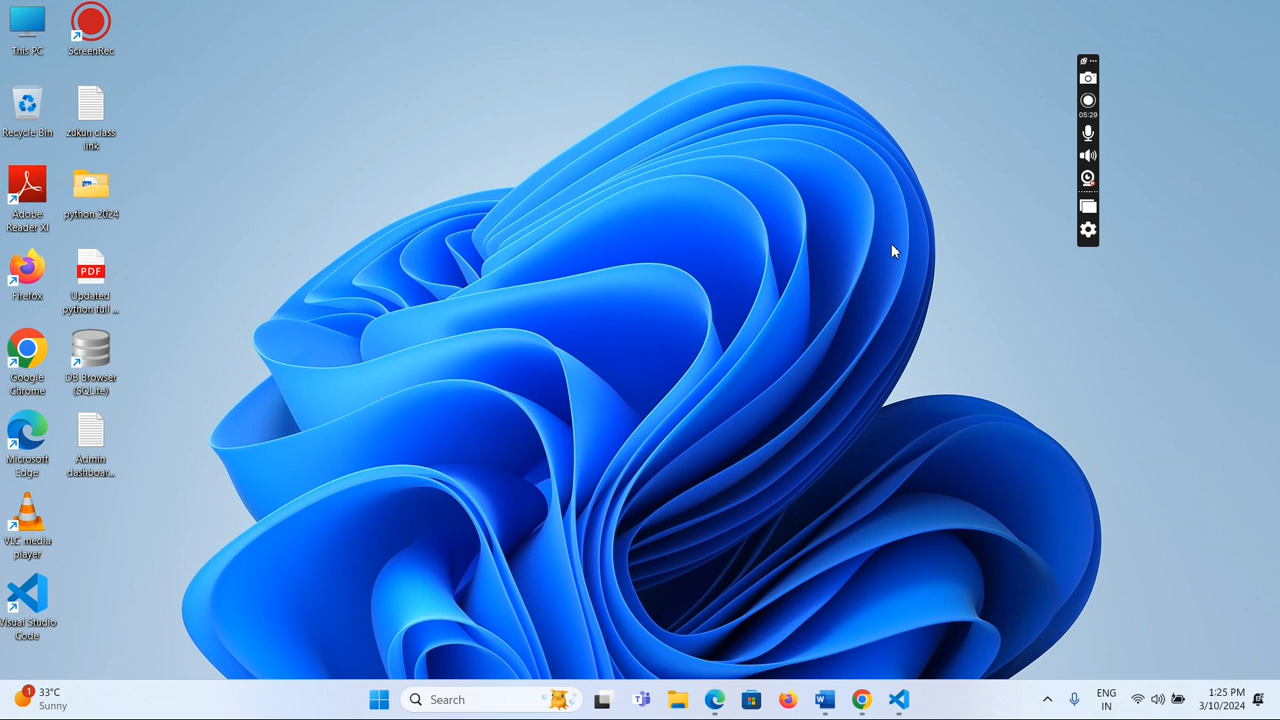 This PC
ScreenRec
Recycle Bin
zukun class
link
Adobe
Reader XI
python 2024
Firefox
PDF
Updated
python full ...
Google
Chrome
DB Browser
(SQLite)
Microsoft
Edge
Admin
dashboar...
VLC media
player
Visual Studio
Code
05:29
1
33°C
Sunny
Search
ENG
IN
1:25 PM
3/10/2024